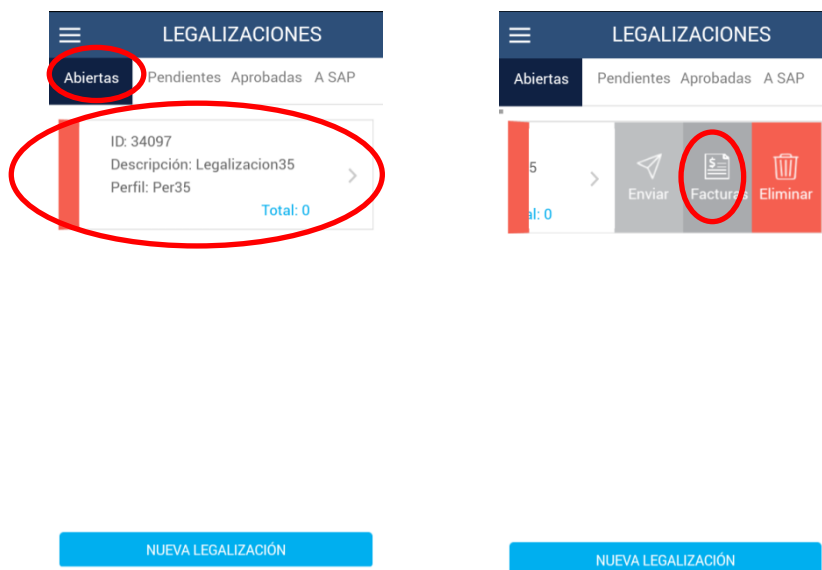 LEGALIZACIONES
Abiertas Pendientes Aprobadas A SAP
ID: 34097
Descripción: Legalizacion35
Perfil: Per35
Total: 0
NUEVA LEGALIZACIÓN
LEGALIZACIONES
Abiertas Pendientes Aprobadas A SAP
5
al: 0
Enviar Facturas Eliminar
NUEVA LEGALIZACIÓN